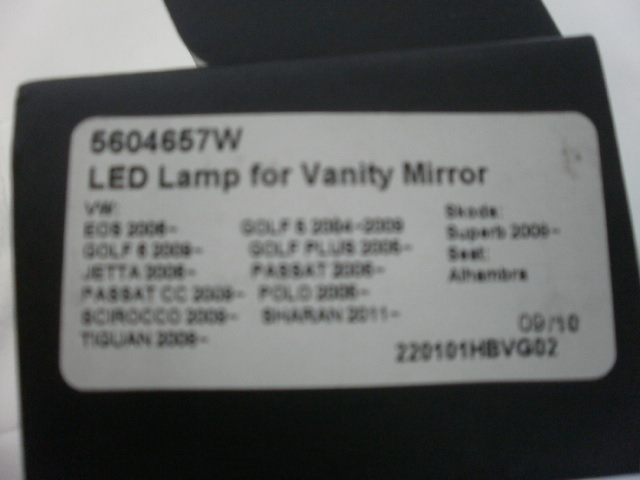 5604657W
LED Lamp for Vanity Mirror
VW:
EOS 2006-
GOLF 5 2004-2009
GOLF 6 2009-
GOLF PLUS 2005-
JETTA 2006-
PASSAT 2006-
PASSAT CC 2009-
POLO 2006-
SCIROCCO 2009-
SHARAN 2011-
TIGUAN 2008-
Skoda:
Superb 2009-
Seat:
Alhambra
09/10
220101HBVG02